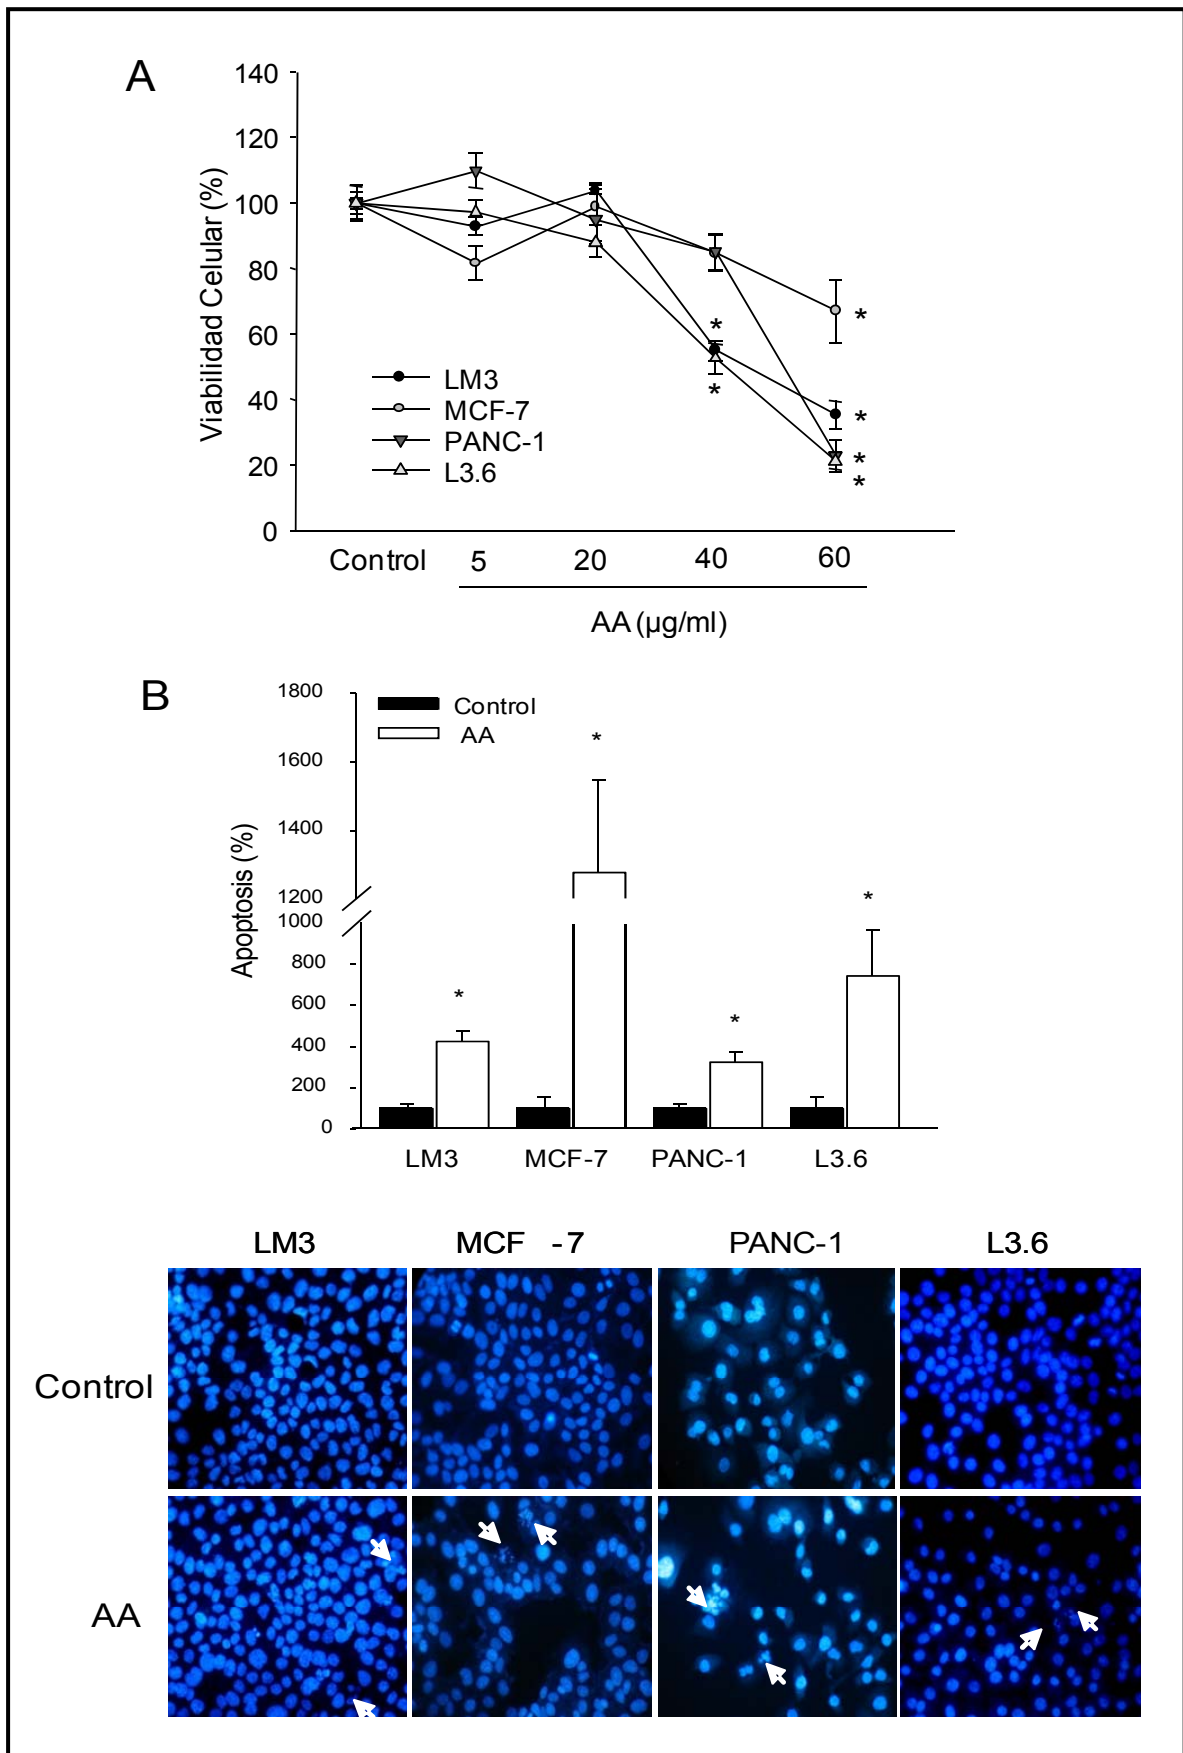 A
140
120
100
80
60
40
20
0
Viabilidad Celular (%)
*
*
*
*
*
*
LM3
MCF-7
PANC-1
L3.6
Control 5 20 40 60
AA (µg/ml)
B
1800
1600
1400
1200
1000
800
600
400
200
0
Apoptosis (%)
Control
AA
*
*
*
*
LM3 MCF-7 PANC-1 L3.6
LM3 MCF -7 PANC-1 L3.6
Control
AA